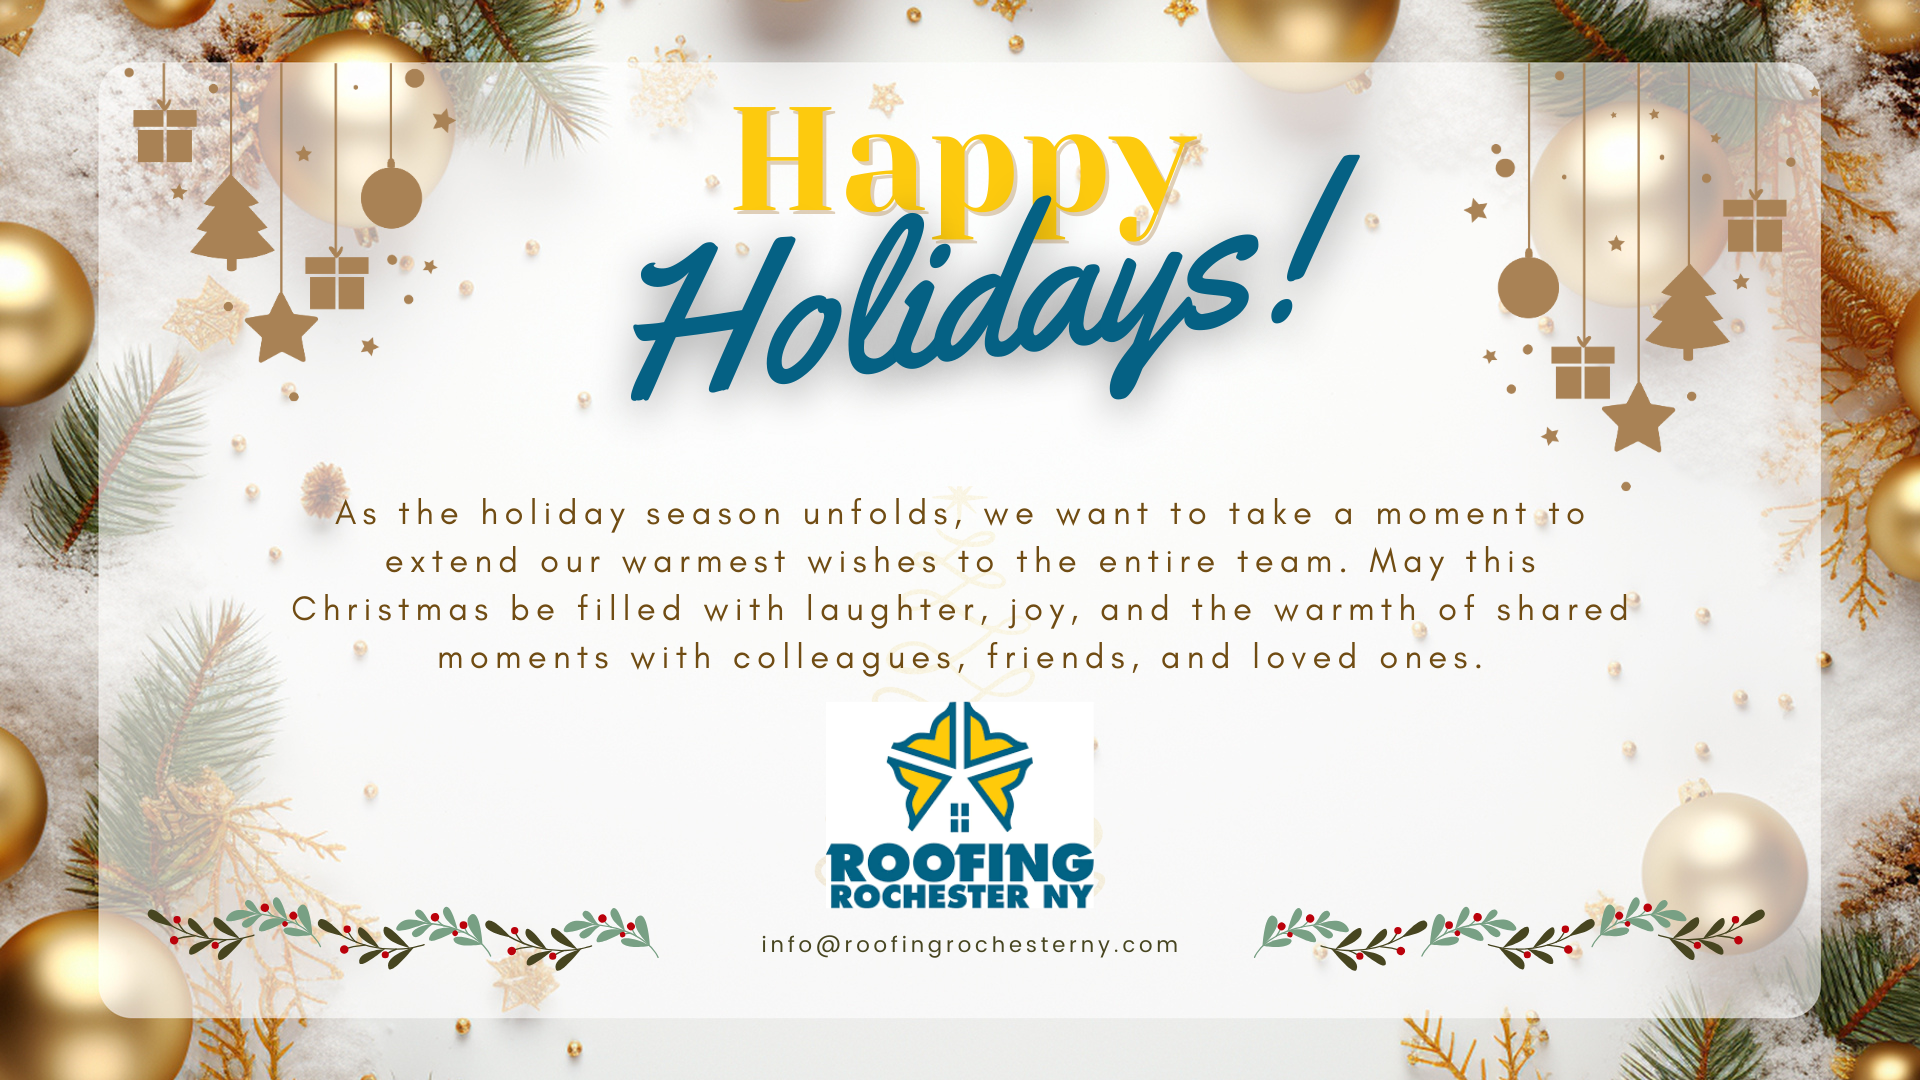 Happy
Holidays!
As the holiday season unfolds, we want to take a moment to
extend our warmest wishes to the entire team. May this
Christmas be filled with laughter, joy, and the warmth of shared
moments with colleagues, friends, and loved ones.
ROOFING
ROCHESTER NY
info@roofingrochesterny.com